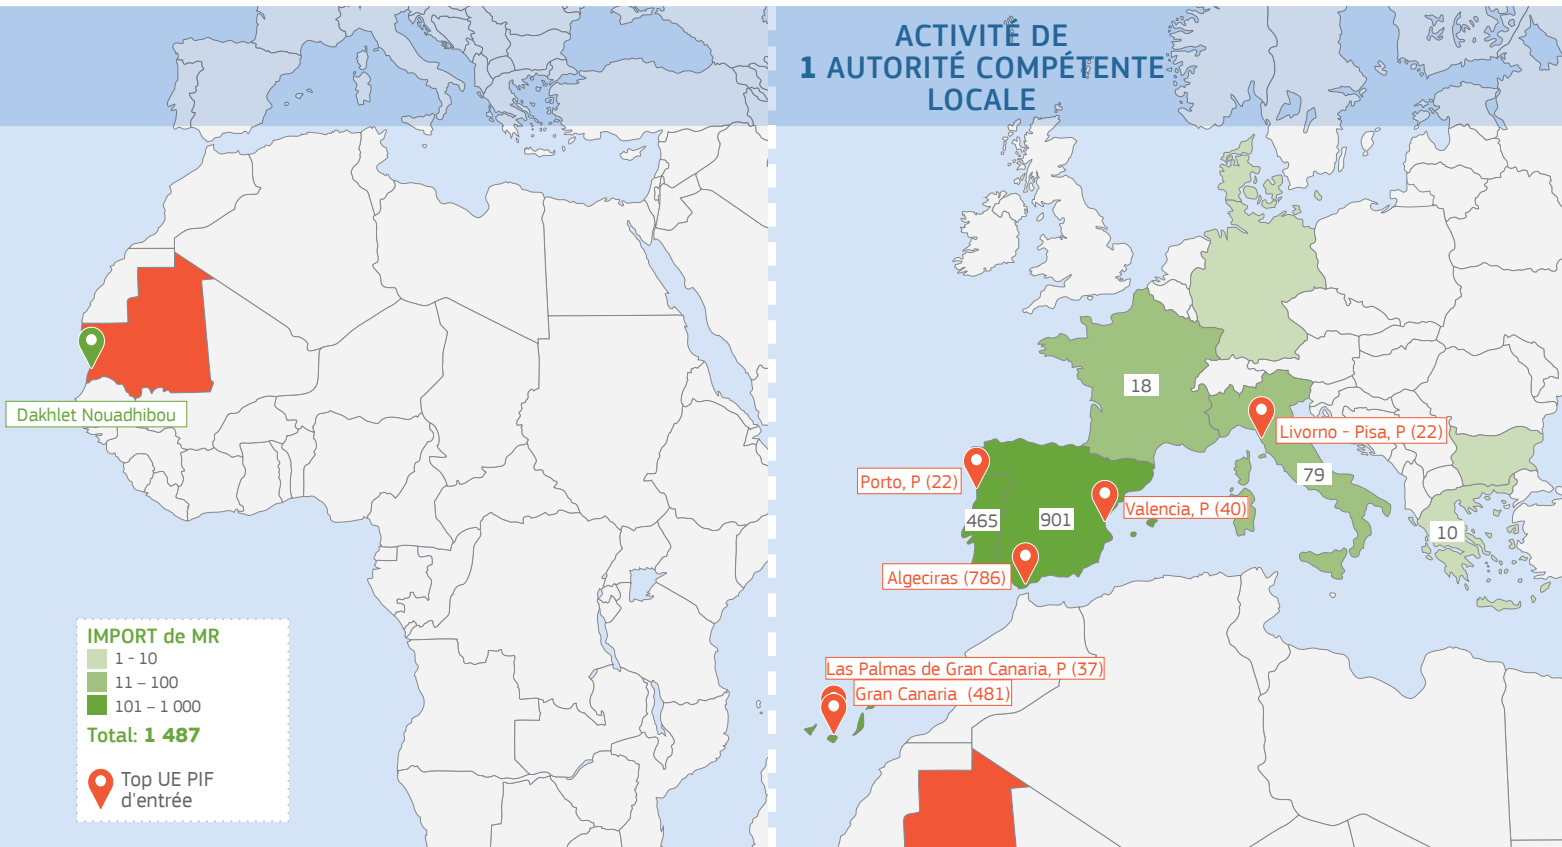 ACTIVITÉ DE
1 AUTORITÉ COMPÉTENTE
LOCALE
Dakhlet Nouadhibou
IMPORT de MR
1 - 10
11 – 100
101 – 1 000
Total: 1 487
Top UE PIF
d'entrée
18
Livorno - Pisa, P (22)
79
Porto, P (22)
Valencia, P (40)
465
901
10
Algeciras (786)
Las Palmas de Gran Canaria, P (37)
Gran Canaria (481)